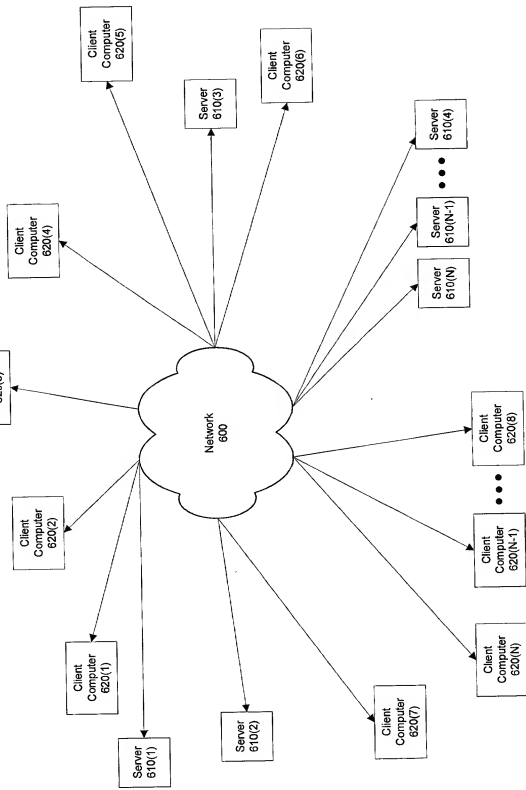 Client
Computer
620(5)
Server
610(3)
Client
Computer
620(6)
Client
Computer
620(4)
Server
610(4)
Server
610(N-1)
Server
610(N)
Network
600
Client
Computer
620(2)
Client
Computer
620(1)
Server
610(1)
Server
610(2)
Client
Computer
620(7)
Client
Computer
620(8)
Client
Computer
620(N-1)
Client
Computer
620(N)